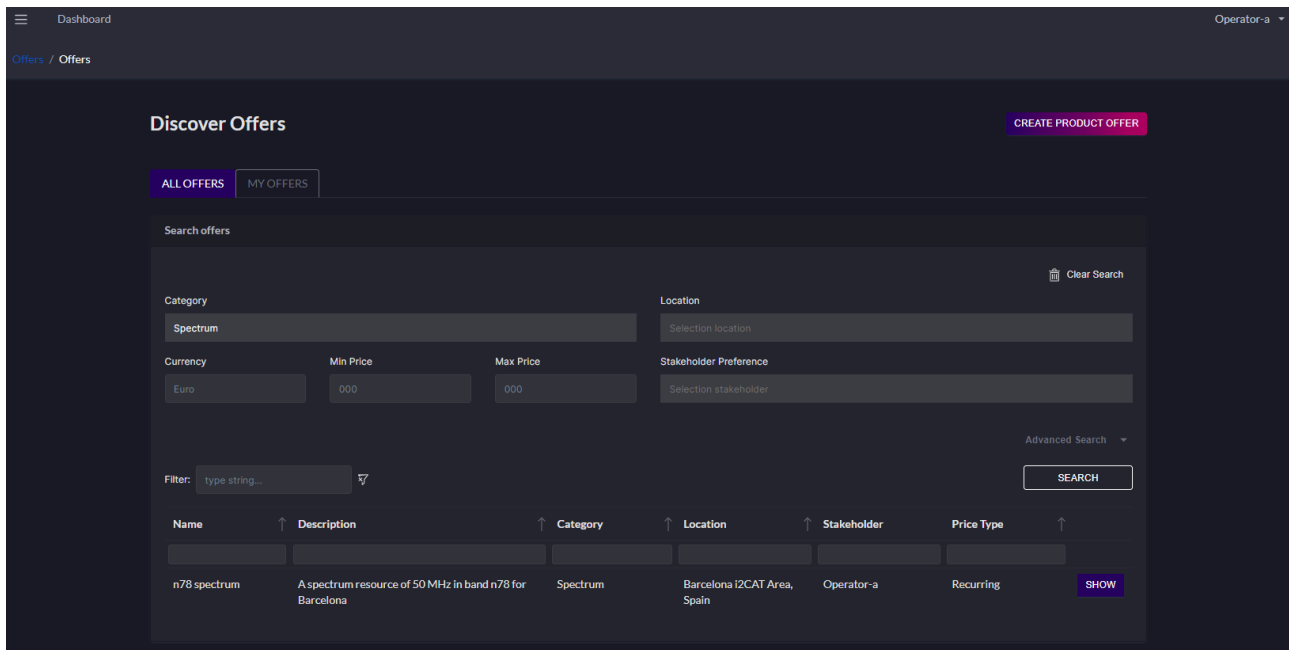 Dashboard
Operator-a
Offers / Offers
Discover Offers
CREATE PRODUCT OFFER
ALL OFFERS
MY OFFERS
Search offers
Clear Search
Category
Location
Spectrum
Selection location
Currency
Min Price
Max Price
Stakeholder Preference
Euro
000
000
Selection stakeholder
Advanced Search
Filter:
type string...
SEARCH
Name
Description
Category
Location
Stakeholder
Price Type
n78 spectrum
A spectrum resource of 50 MHz in band n78 for
Barcelona
Spectrum
Barcelona i2CAT Area,
Spain
Operator-a
Recurring
SHOW